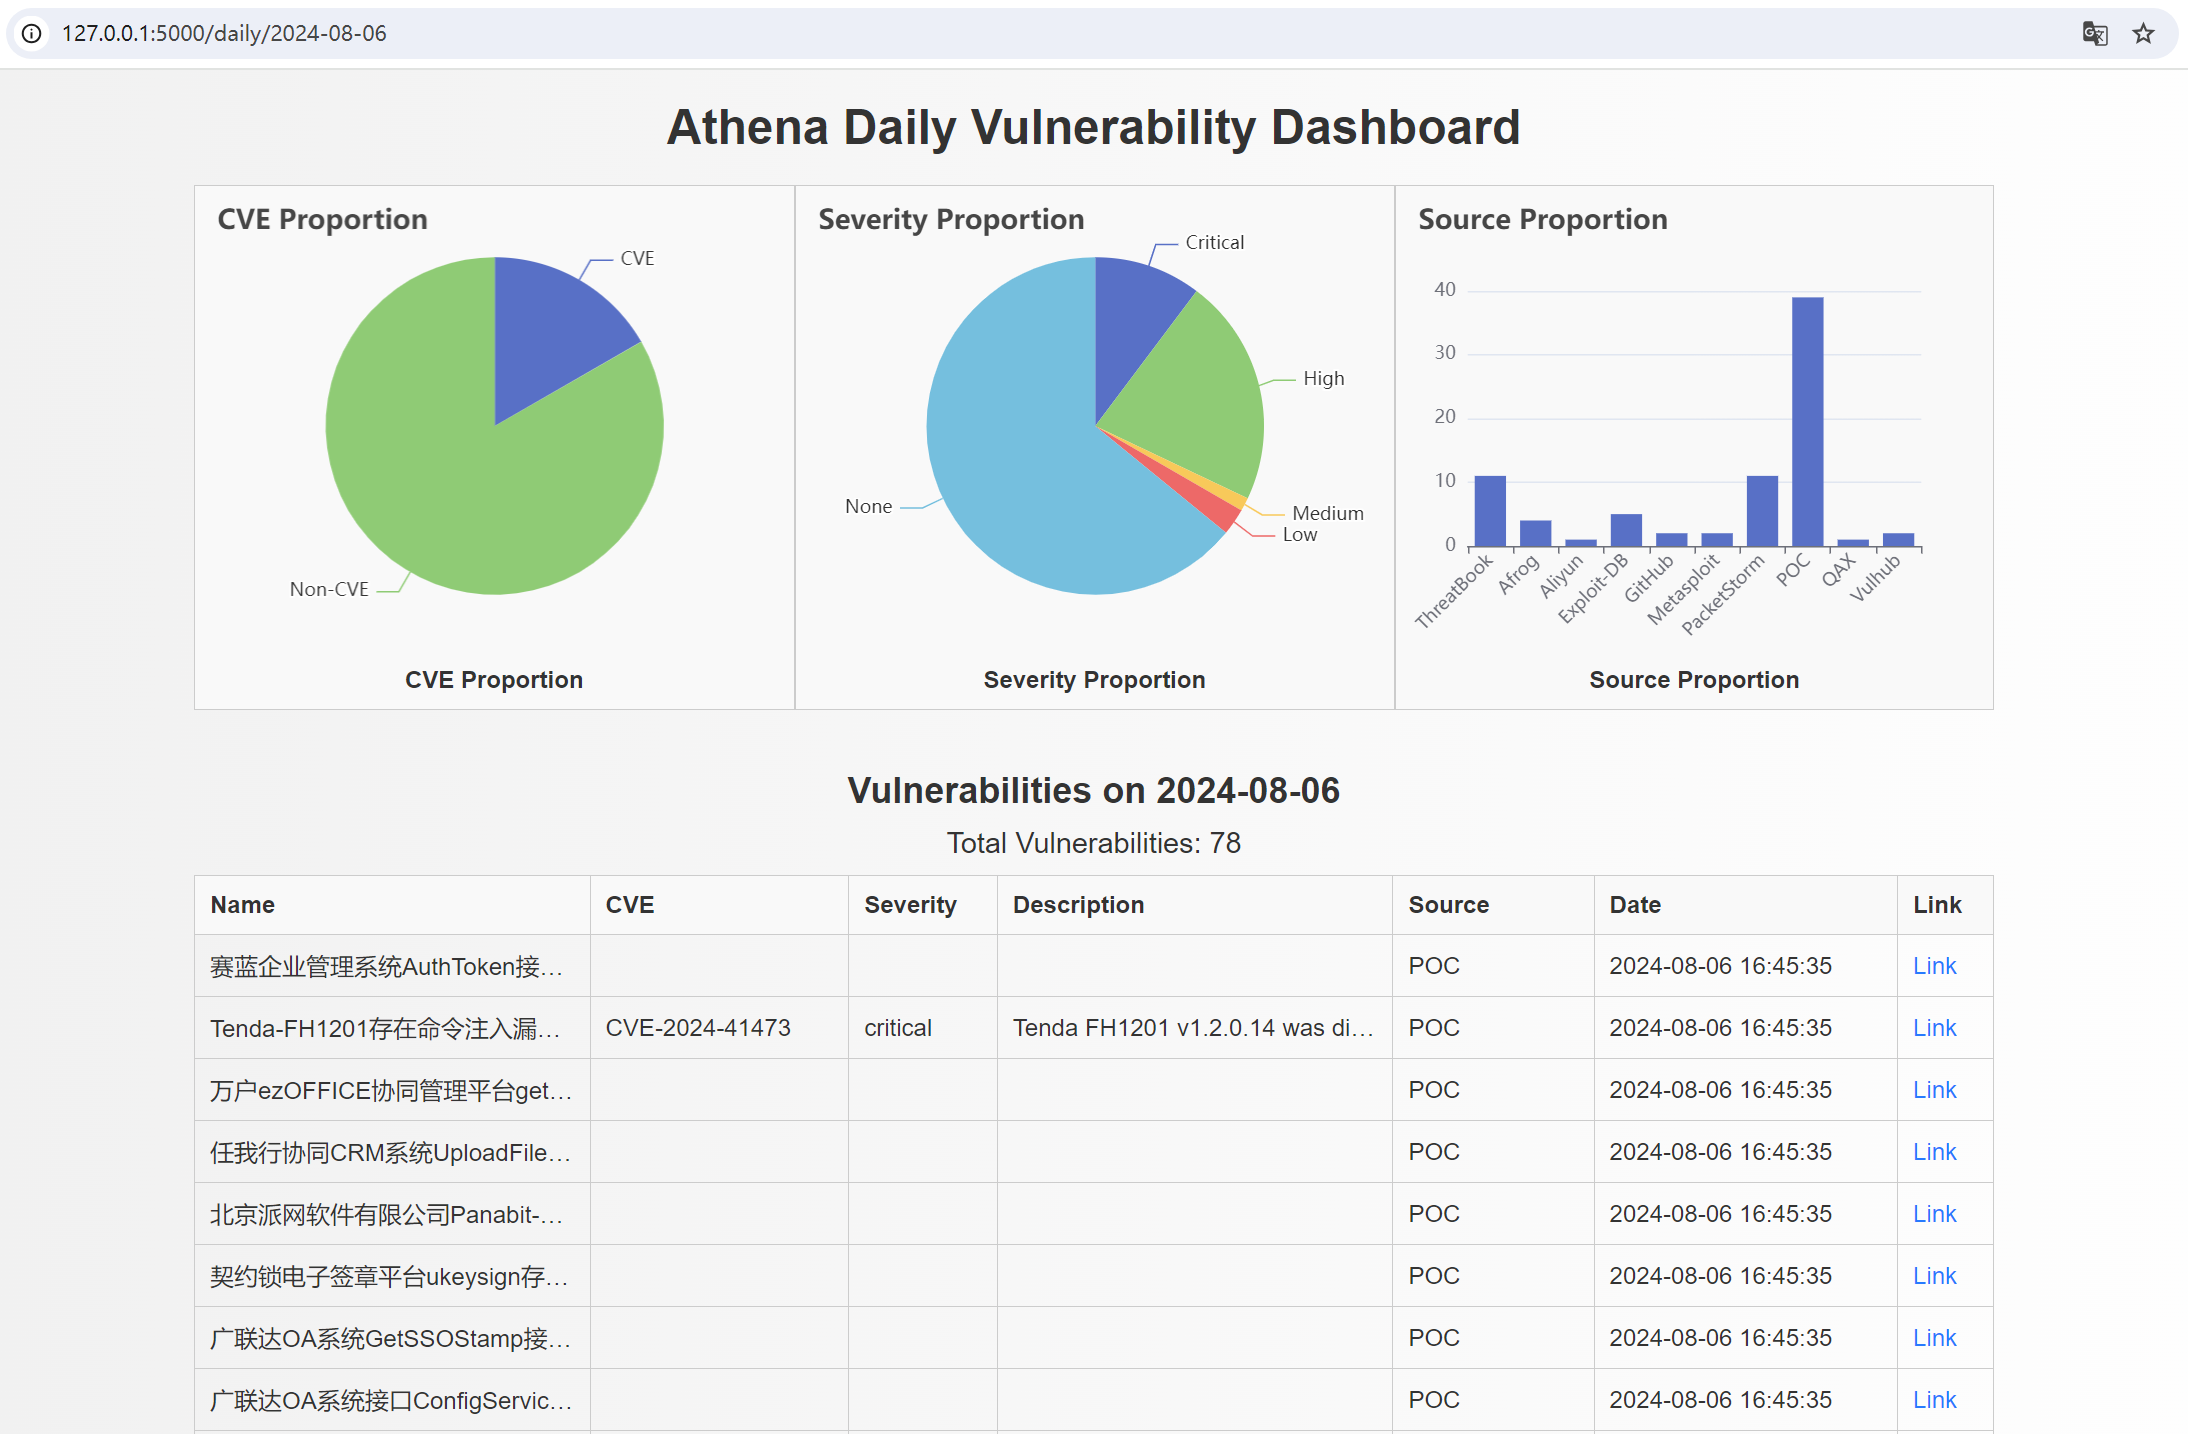 127.0.0.1:5000/daily/2024-08-06
Athena Daily Vulnerability Dashboard
CVE Proportion
CVE
Non-CVE
CVE Proportion
Severity Proportion
Critical
High
Medium
Low
None
Severity Proportion
Source Proportion
40
30
20
10
0
ThreatBook
Afrog
Aliyun
Exploit-DB
GitHub
Metasploit
PacketStorm
POC
QAX
Vulhub
Source Proportion
Vulnerabilities on 2024-08-06
Total Vulnerabilities: 78
Name CVE Severity Description Source Date Link
赛蓝企业管理系统AuthToken接… POC 2024-08-06 16:45:35 Link
Tenda-FH1201存在命令注入漏… CVE-2024-41473 critical Tenda FH1201 v1.2.0.14 was di… POC 2024-08-06 16:45:35 Link
万户ezOFFICE协同管理平台get… POC 2024-08-06 16:45:35 Link
任我行协同CRM系统UploadFile… POC 2024-08-06 16:45:35 Link
北京派网软件有限公司Panabit-… POC 2024-08-06 16:45:35 Link
契约锁电子签章平台ukeysign存… POC 2024-08-06 16:45:35 Link
广联达OA系统GetSSOStamp接… POC 2024-08-06 16:45:35 Link
广联达OA系统接口ConfigServic… POC 2024-08-06 16:45:35 Link